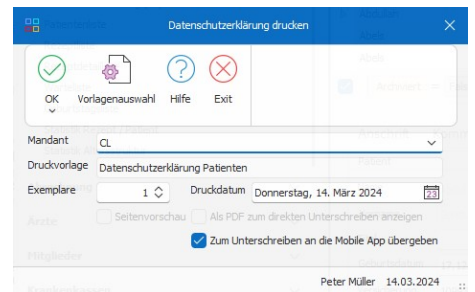 Datenschutzerklärung drucken
OK Vorlagenauswahl Hilfe Exit
Mandant CL
Druckvorlage Datenschutzerklärung Patienten
Exemplare 1 Druckdatum Donnerstag, 14. März 2024 23
Seitenvorschau Als PDF zum direkten Unterschreiben anzeigen
Zum Unterschreiben an die Mobile App übergeben
Ärzte
Mitglieder
Krankenkassen
Peter Müller 14.03.2024